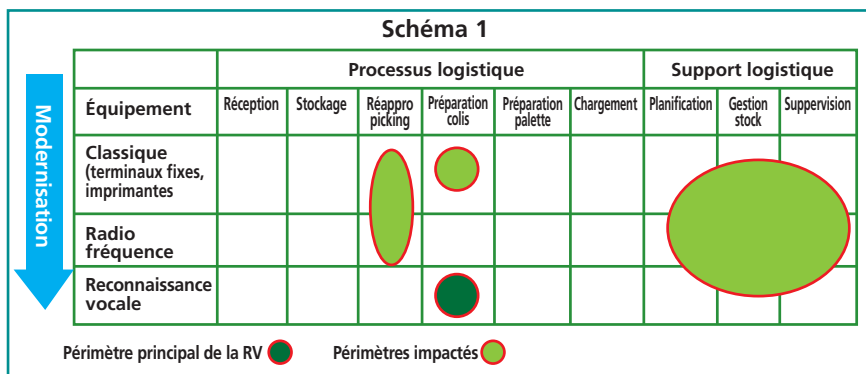 Schéma 1
Modernisation
Processus logistique Support logistique
Équipement Réception Stockage Réappro picking Préparation colis Préparation palette Chargement Planification Gestion stock Suppervision
Classique
(terminaux fixes,
imprimantes
Radio
fréquence
Reconnaissance
vocale
Périmètre principal de la RV Périmètres impactés